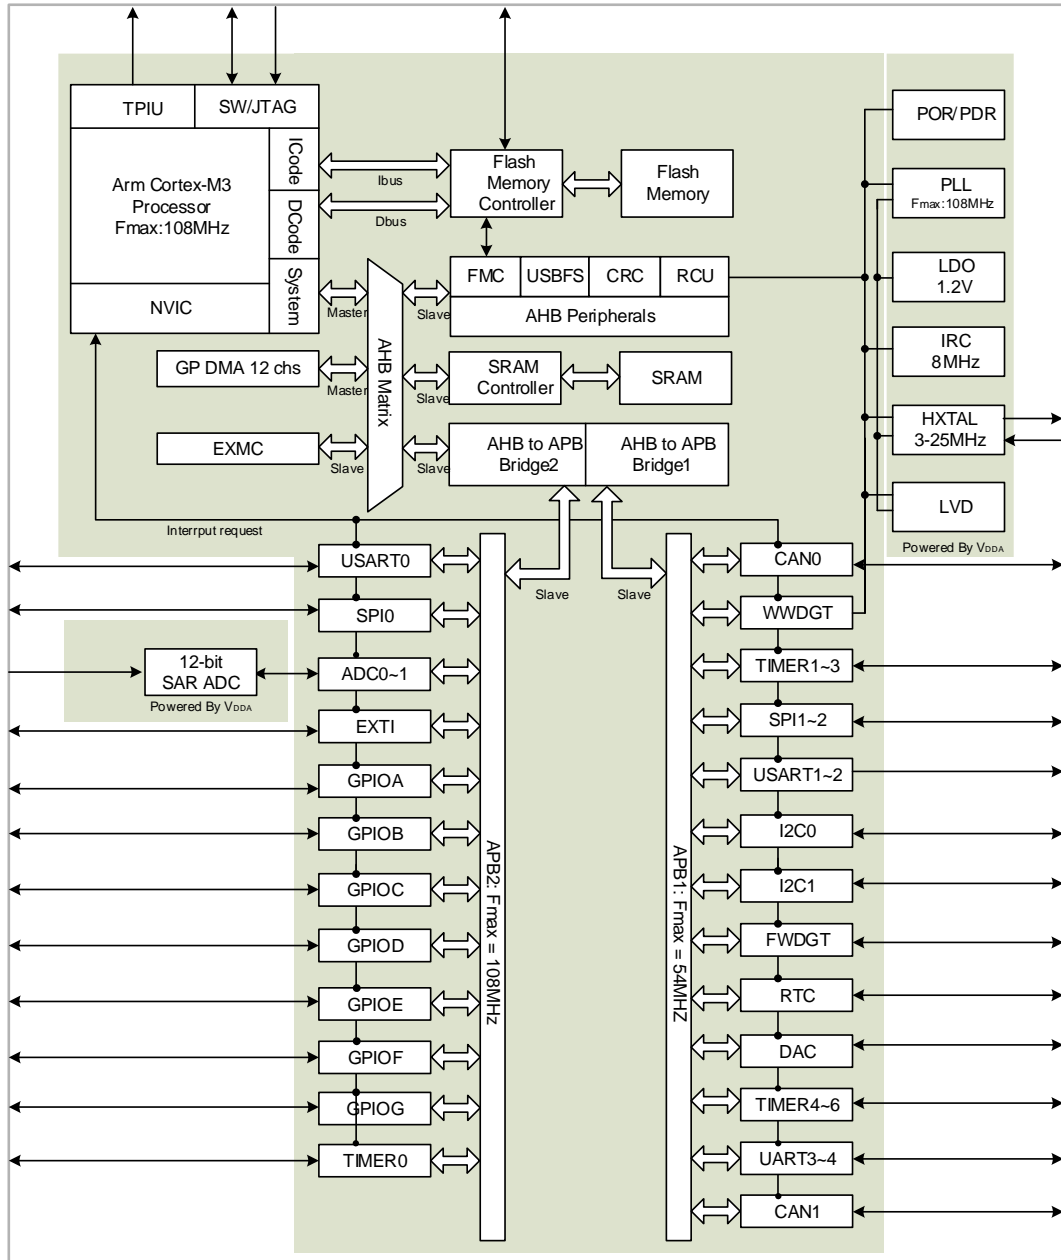 TPIU
SW/JTAG
Arm Cortex-M3
Processor
Fmax:108MHz
ICode
DCode
System
NVIC
Ibus
Dbus
Flash
Memory
Controller
Flash
Memory
FMC
USBFS
CRC
RCU
AHB Peripherals
Master
Slave
AHB Matrix
GP DMA 12 chs
Master
Slave
SRAM
Controller
SRAM
EXMC
Slave
Slave
AHB to APB
Bridge2
AHB to APB
Bridge1
POR/PDR
PLL
Fmax:108MHz
LDO
1.2V
IRC
8MHz
HXTAL
3-25MHz
LVD
Powered By VDDA
Interrput request
Slave
Slave
USART0
SPI0
12-bit
SAR ADC
Powered By VDDA
ADC0~1
EXTI
GPIOA
GPIOB
GPIOC
GPIOD
GPIOE
GPIOF
GPIOG
TIMER0
APB2: Fmax = 108MHz
APB1: Fmax = 54MHZ
CAN0
WWDGT
TIMER1~3
SPI1~2
USART1~2
I2C0
I2C1
FWDGT
RTC
DAC
TIMER4~6
UART3~4
CAN1